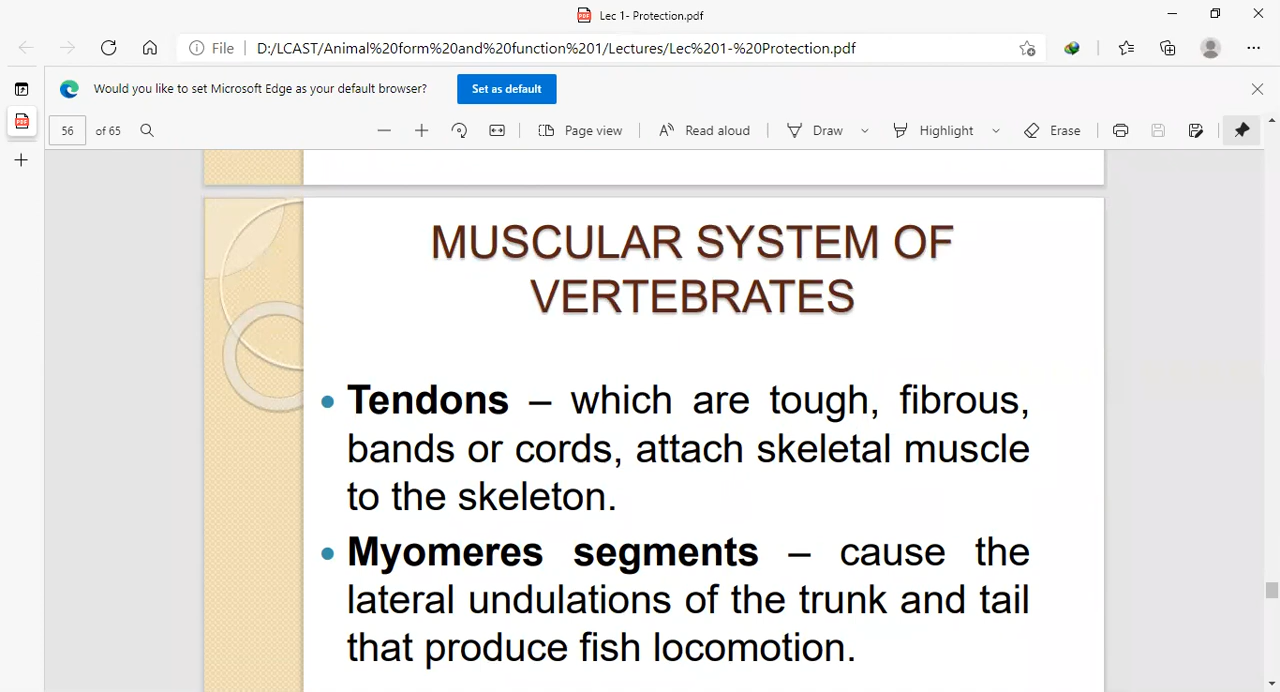 Lec 1- Protection.pdf
File
D:/LCAST/Animal%20form%20and%20function%201/Lectures/Lec%201-%20Protection.pdf
Would you like to set Microsoft Edge as your default browser?
Set as default
56 of 65
Page view
Read aloud
Draw
Highlight
Erase
MUSCULAR SYSTEM OF
VERTEBRATES
• Tendons – which are tough, fibrous,
bands or cords, attach skeletal muscle
to the skeleton.
• Myomeres segments – cause the
lateral undulations of the trunk and tail
that produce fish locomotion.